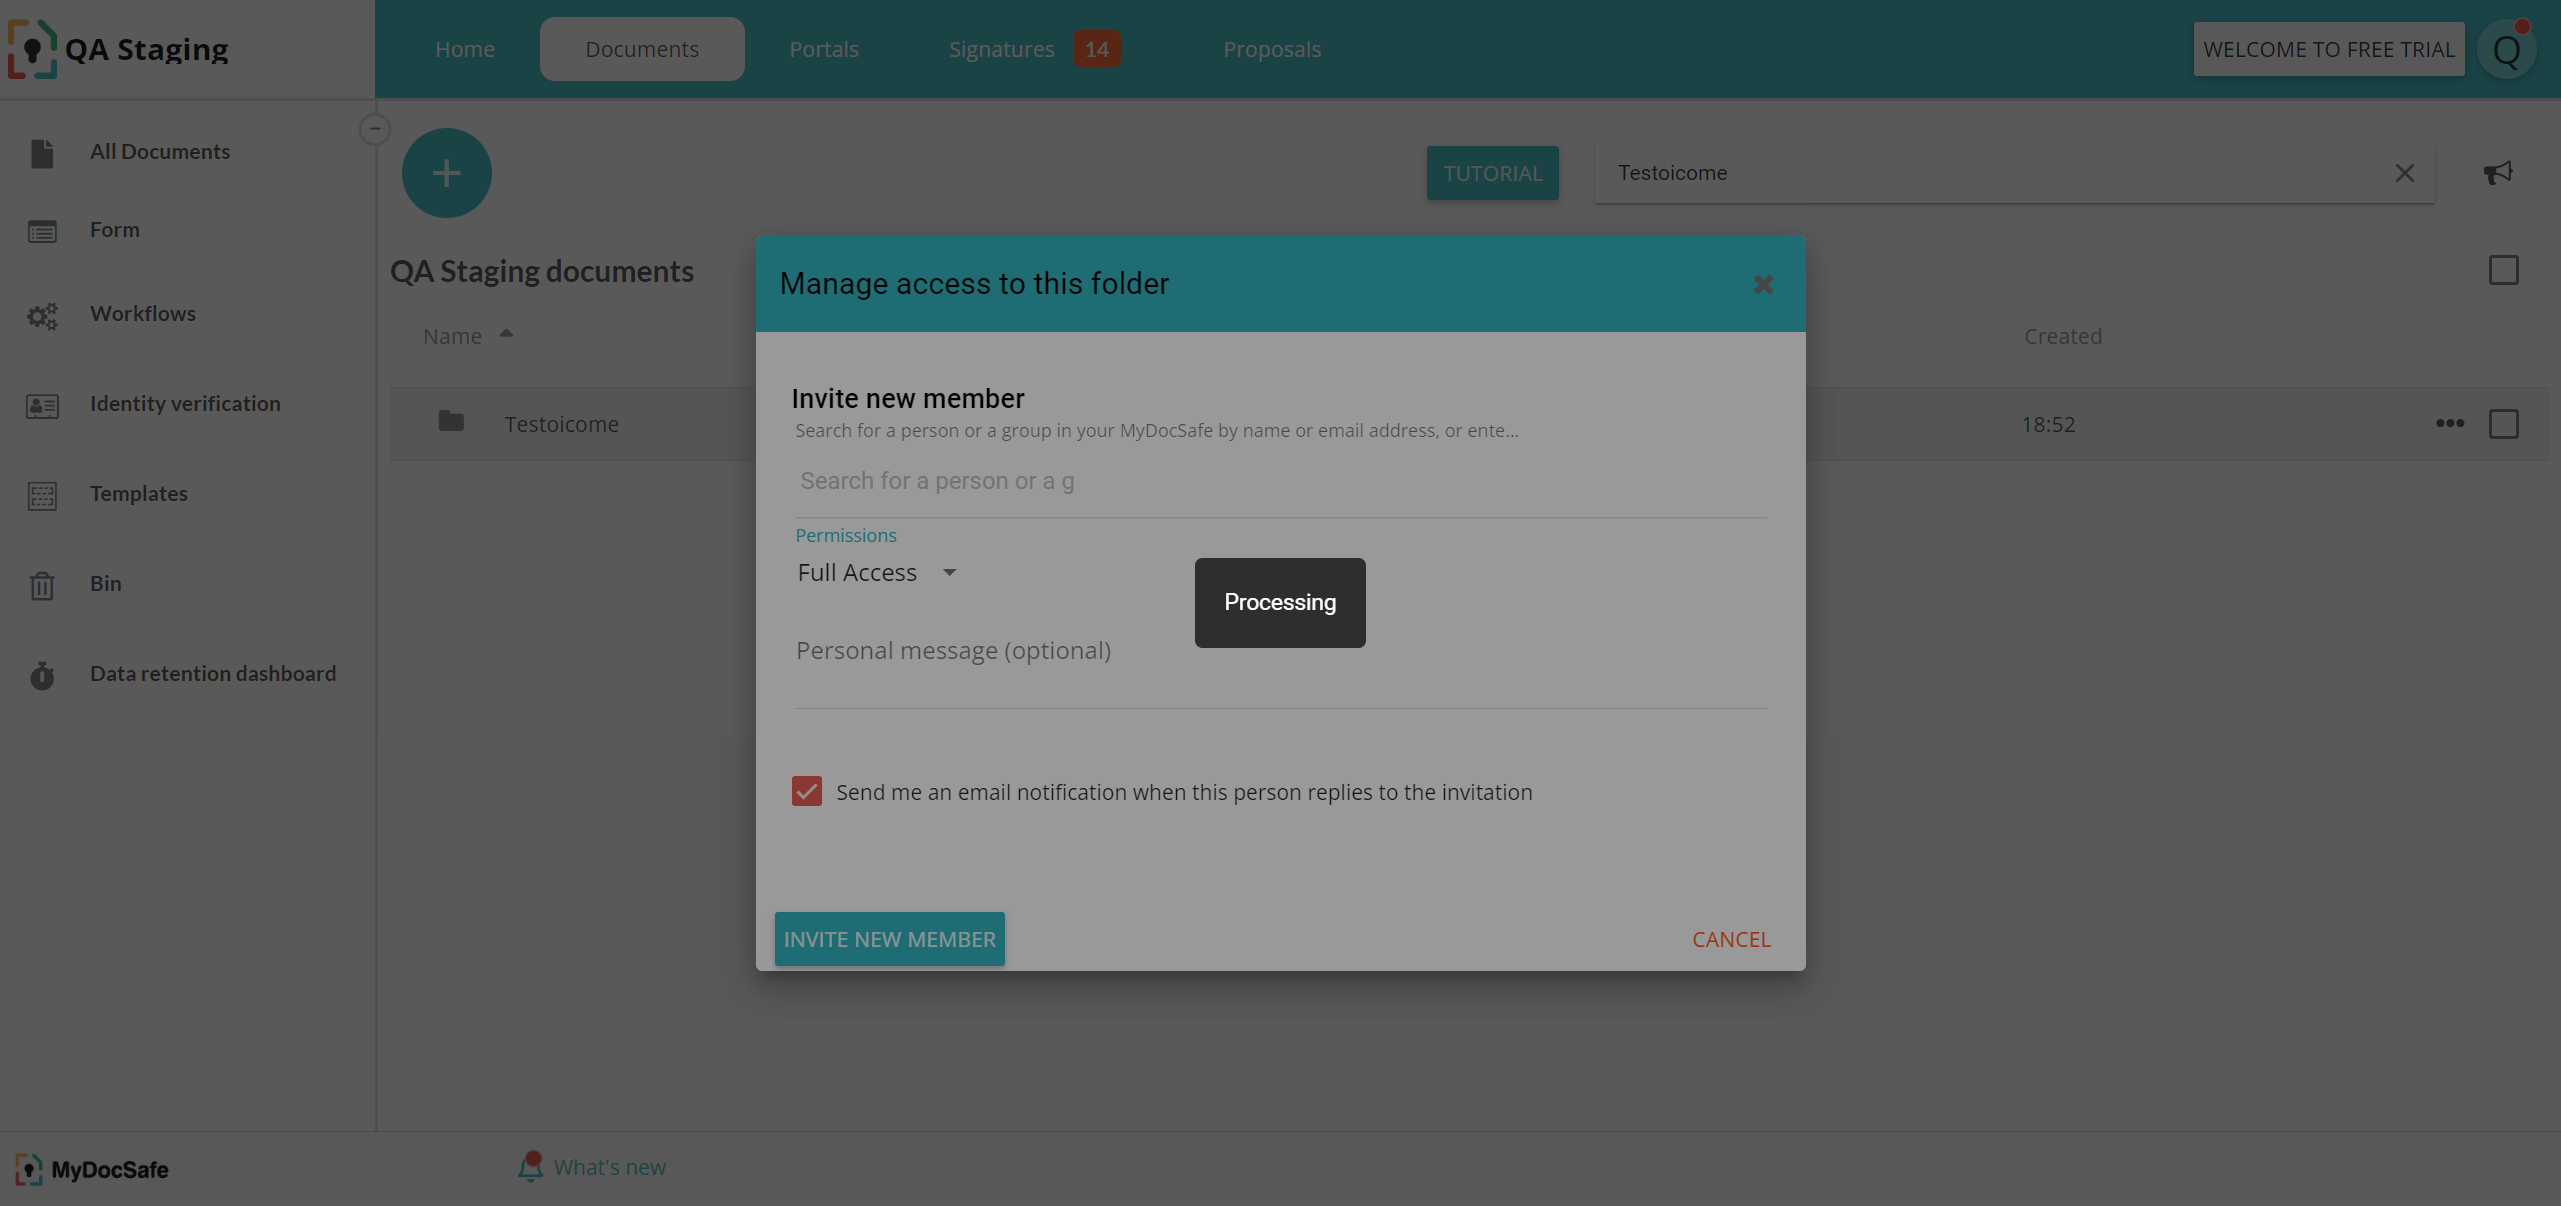 QA Staging
Home
Documents
Portals
Signatures 14
Proposals
WELCOME TO FREE TRIAL
Q
All Documents
Form
Workflows
Identity verification
Templates
Bin
Data retention dashboard
TUTORIAL
Testoicome
QA Staging documents
Name
Created
Testoicome
18:52
Manage access to this folder
Invite new member
Search for a person or a group in your MyDocSafe by name or email address, or ente...
Search for a person or a g
Permissions
Full Access
Processing
Personal message (optional)
Send me an email notification when this person replies to the invitation
INVITE NEW MEMBER
CANCEL
MyDocSafe
What's new